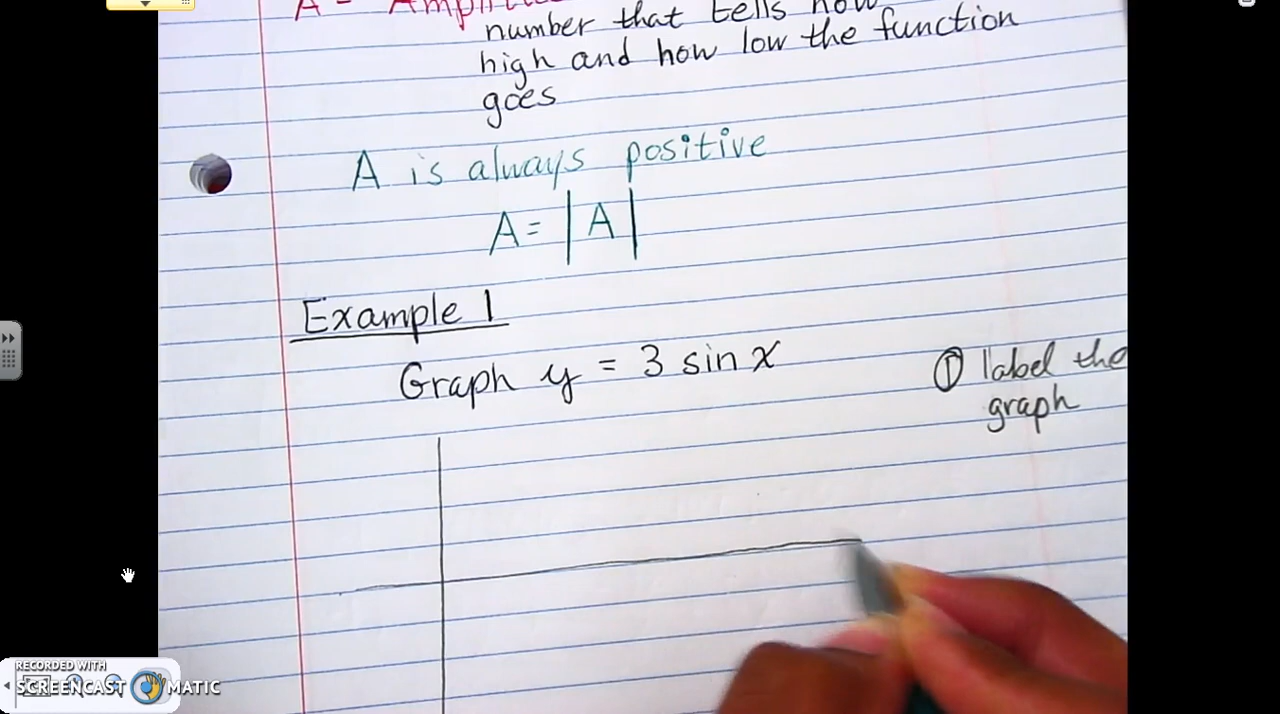 A = 
number that tells how
high and how low the function
goes
A is always positive
A = |A|
Example 1
Graph y = 3 sin x
① label the
graph
RECORDED WITH
SCREENCAST MATIC